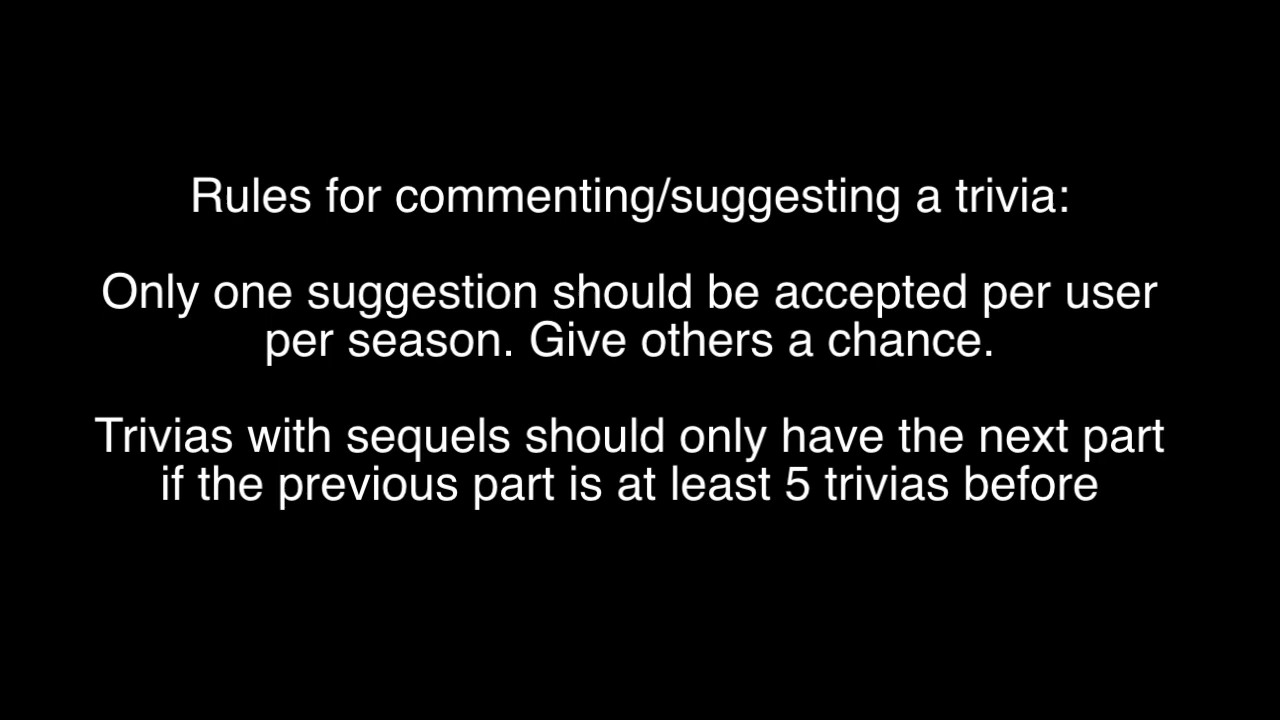 Rules for commenting/suggesting a trivia:
Only one suggestion should be accepted per user
per season. Give others a chance.
Trivias with sequels should only have the next part
if the previous part is at least 5 trivias before